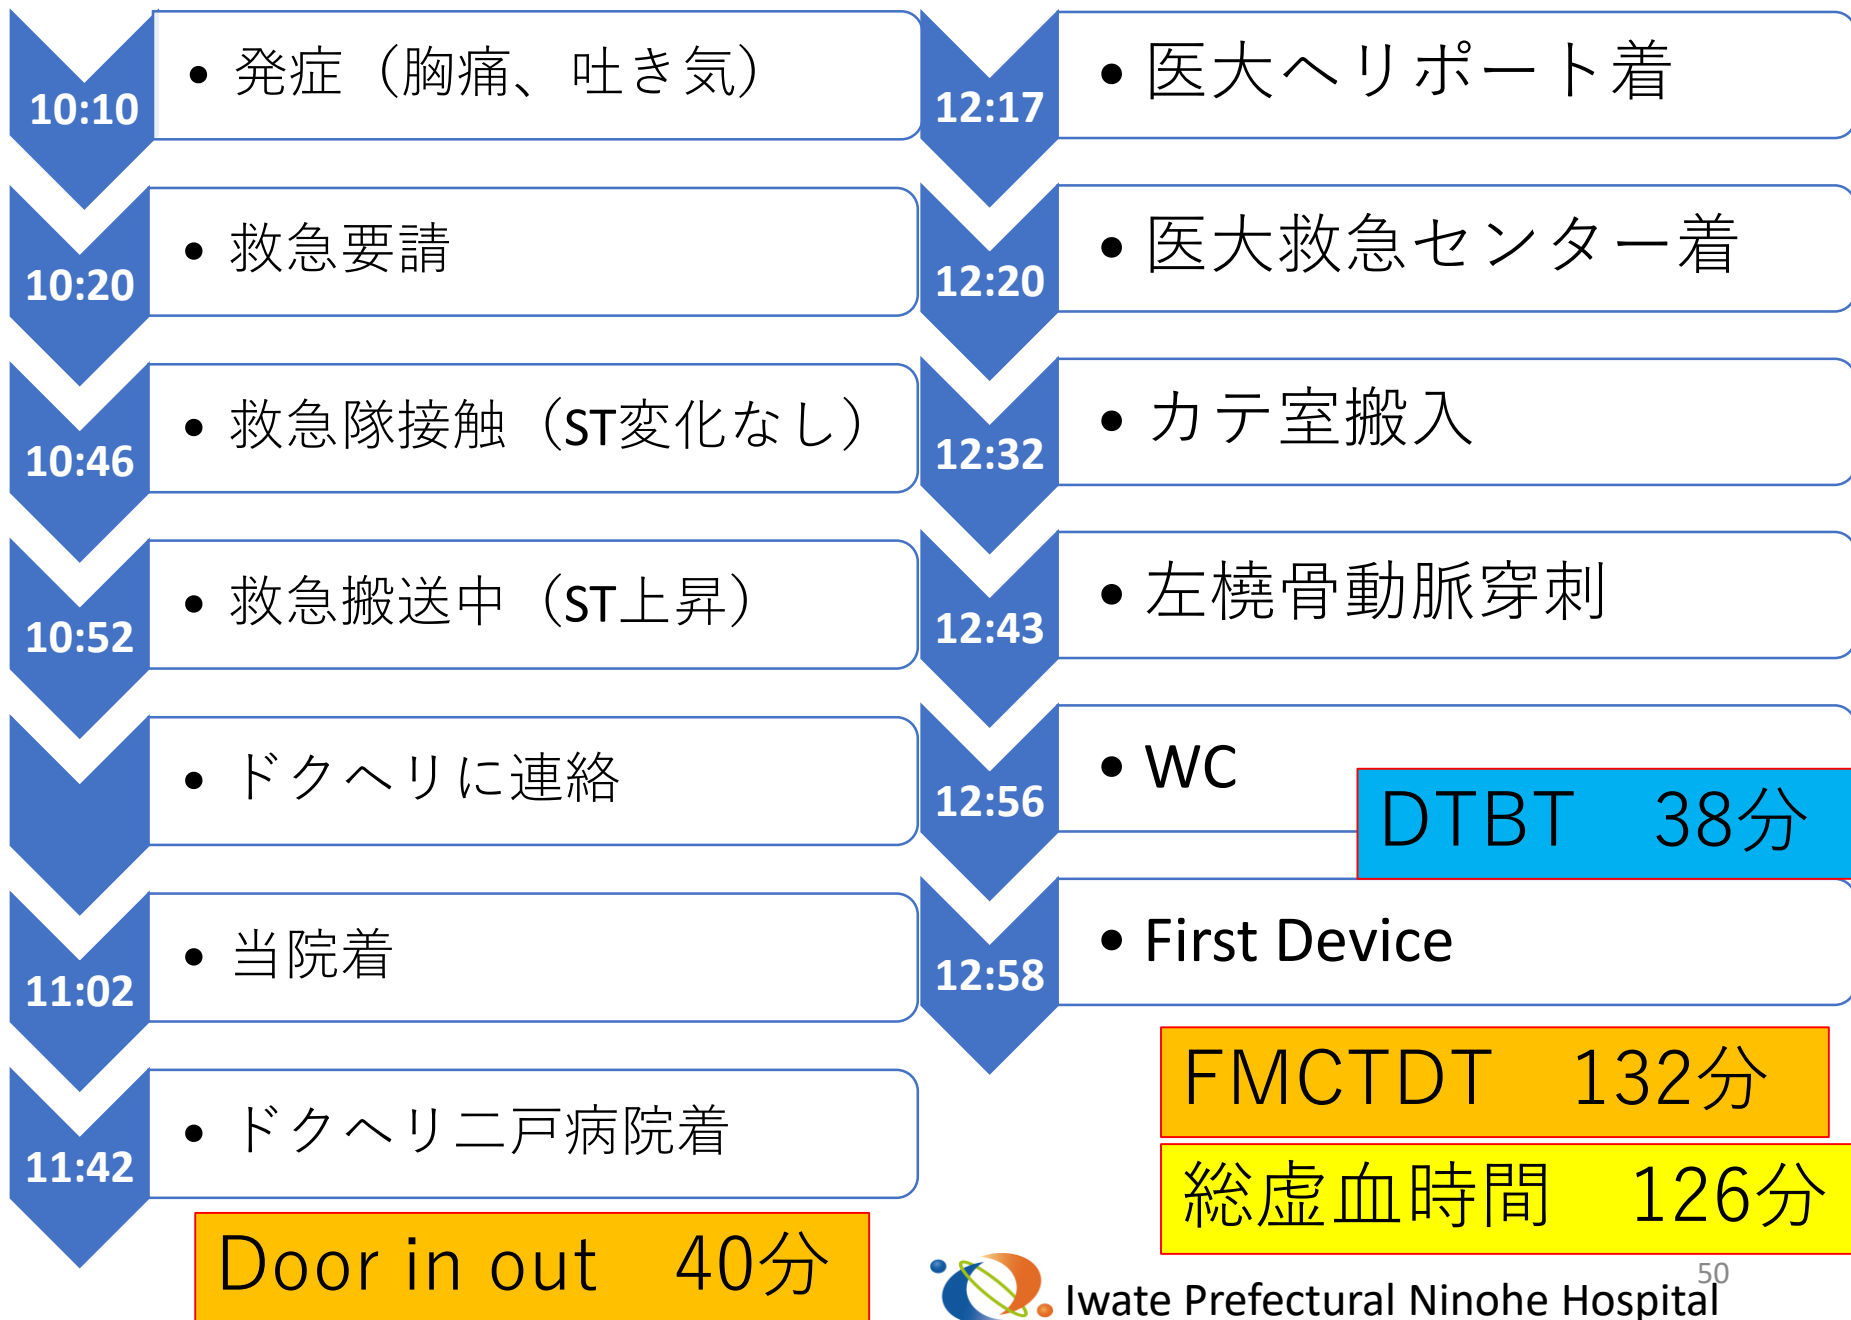 10:10
• 発症（胸痛、吐き気）
10:20
• 救急要請
10:46
• 救急隊接触（ST変化なし）
10:52
• 救急搬送中（ST上昇）
• ドクヘリに連絡
11:02
• 当院着
11:42
• ドクヘリ二戸病院着
Door in out　40分
12:17
• 医大ヘリポート着
12:20
• 医大救急センター着
12:32
• カテ室搬入
12:43
• 左橈骨動脈穿刺
12:56
• WC
DTBT　38分
12:58
• First Device
FMCTDT　132分
総虚血時間　126分
Iwate Prefectural Ninohe Hospital
50